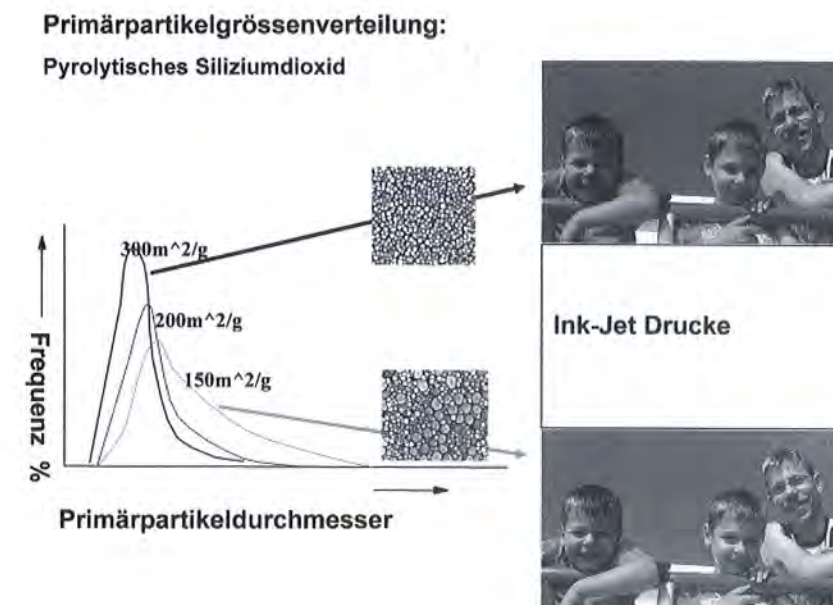 Primärpartikelgrössenverteilung:
Pyrolytisches Siliziumdioxid
300m^2/g
200m^2/g
150m^2/g
Frequenz %
Primärpartikeldurchmesser
Ink-Jet Drucke